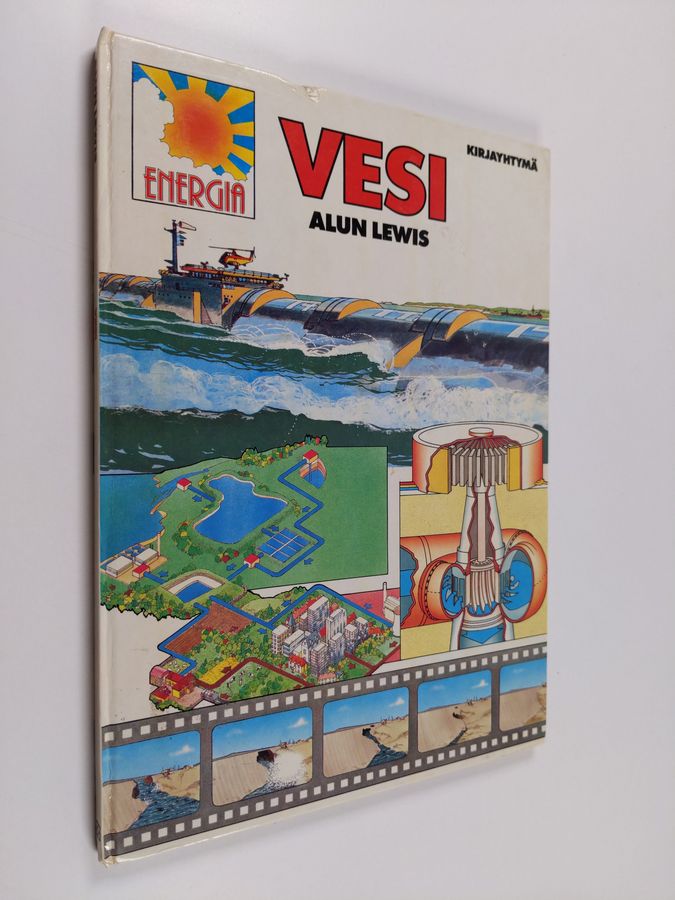 ENERGIA
VESI
ALUN LEWIS
KIRJAYHTYMÄ